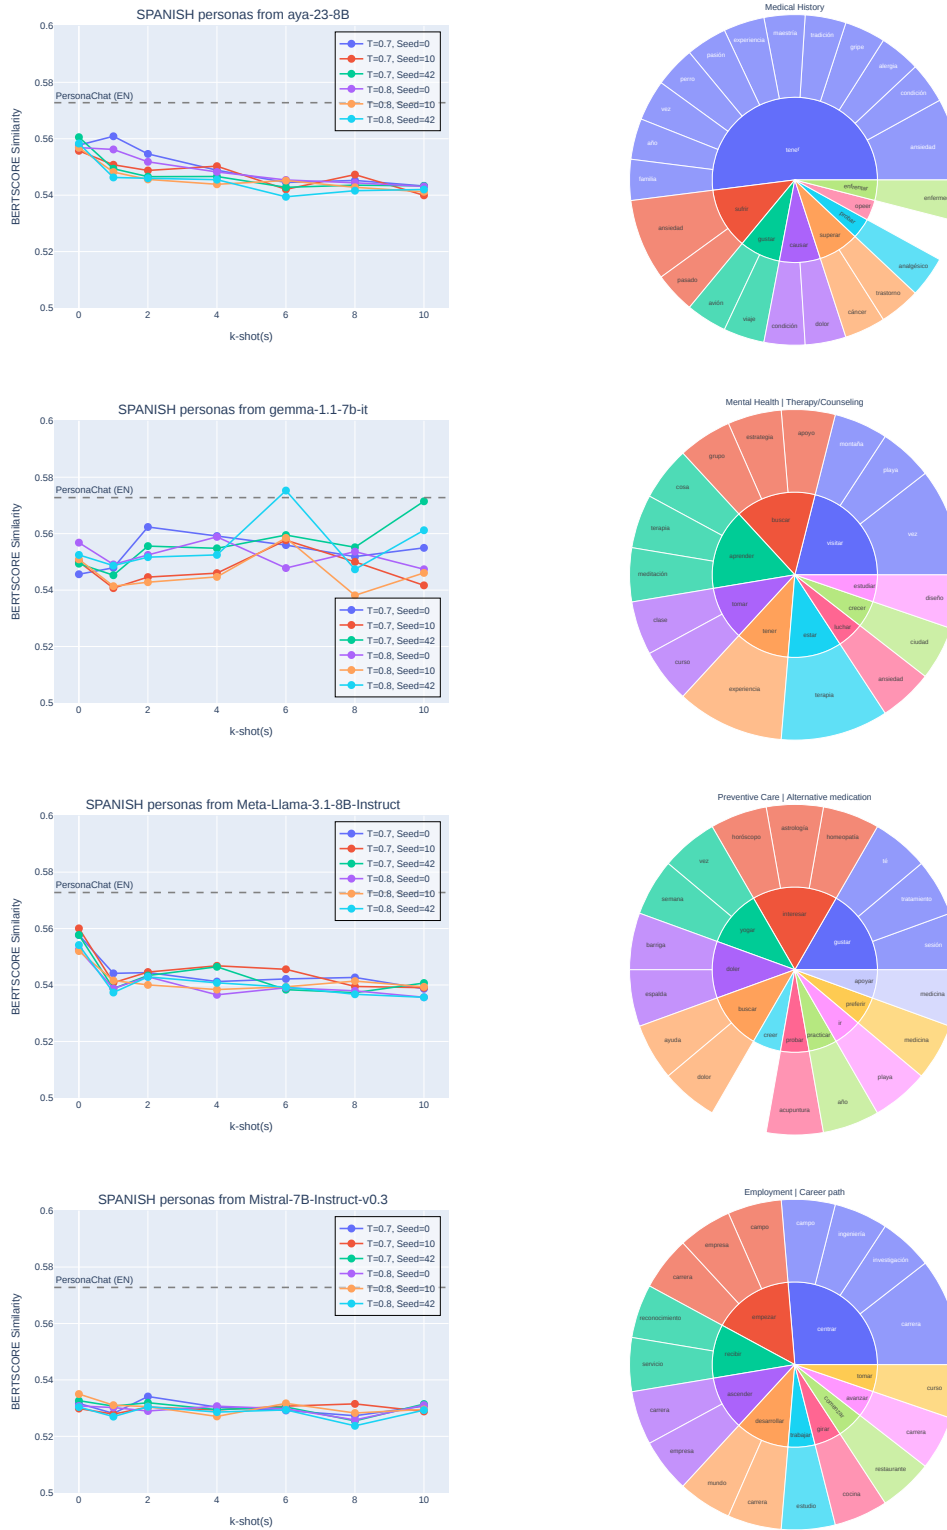 SPANISH personas from aya-23-8B
0.6
0.58
0.56
0.54
0.52
0.5
BERTSCORE Similarity
PersonaChat (EN)
T=0.7, Seed=0
T=0.7, Seed=10
T=0.7, Seed=42
T=0.8, Seed=0
T=0.8, Seed=10
T=0.8, Seed=42
0 2 4 6 8 10
k-shot(s)
Medical History
tener
familia
año
vez
perro
pasión
experiencia
maestría
tradición
gripe
alergia
condición
ansiedad
sufrir
ansiedad
pasado
gustar
avión
viaje
causar
condición
dolor
superar
cáncer
trastorno
probar
analgésico
operar
enfrentar
enferme
SPANISH personas from gemma-1.1-7b-it
0.6
0.58
0.56
0.54
0.52
0.5
BERTSCORE Similarity
PersonaChat (EN)
T=0.7, Seed=0
T=0.7, Seed=10
T=0.7, Seed=42
T=0.8, Seed=0
T=0.8, Seed=10
T=0.8, Seed=42
0 2 4 6 8 10
k-shot(s)
Mental Health | Therapy/Counseling
visitar
montaña
playa
vez
buscar
grupo
estrategia
apoyo
aprender
cosa
terapia
meditación
tomar
clase
curso
tener
experiencia
estar
terapia
luchar
ansiedad
crecer
ciudad
estudiar
diseño
SPANISH personas from Meta-Llama-3.1-8B-Instruct
0.6
0.58
0.56
0.54
0.52
0.5
BERTSCORE Similarity
PersonaChat (EN)
T=0.7, Seed=0
T=0.7, Seed=10
T=0.7, Seed=42
T=0.8, Seed=0
T=0.8, Seed=10
T=0.8, Seed=42
0 2 4 6 8 10
k-shot(s)
Preventive Care | Alternative medication
gustar
té
tratamiento
sesión
interesar
horóscopo
astrología
homeopatía
yogar
vez
semana
doler
barriga
espalda
buscar
ayuda
dolor
creer
probar
acupuntura
practicar
año
ir
playa
preferir
medicina
apoyar
medicina
SPANISH personas from Mistral-7B-Instruct-v0.3
0.6
0.58
0.56
0.54
0.52
0.5
BERTSCORE Similarity
PersonaChat (EN)
T=0.7, Seed=0
T=0.7, Seed=10
T=0.7, Seed=42
T=0.8, Seed=0
T=0.8, Seed=10
T=0.8, Seed=42
0 2 4 6 8 10
k-shot(s)
Employment | Career path
centrar
campo
ingeniería
investigación
carrera
empezar
carrera
empresa
campo
recibir
reconocimiento
servicio
ascender
carrera
empresa
desarrollar
mundo
carrera
trabajar
estudio
girar
cocina
restaurante
avanzar
carrera
tomar
curso